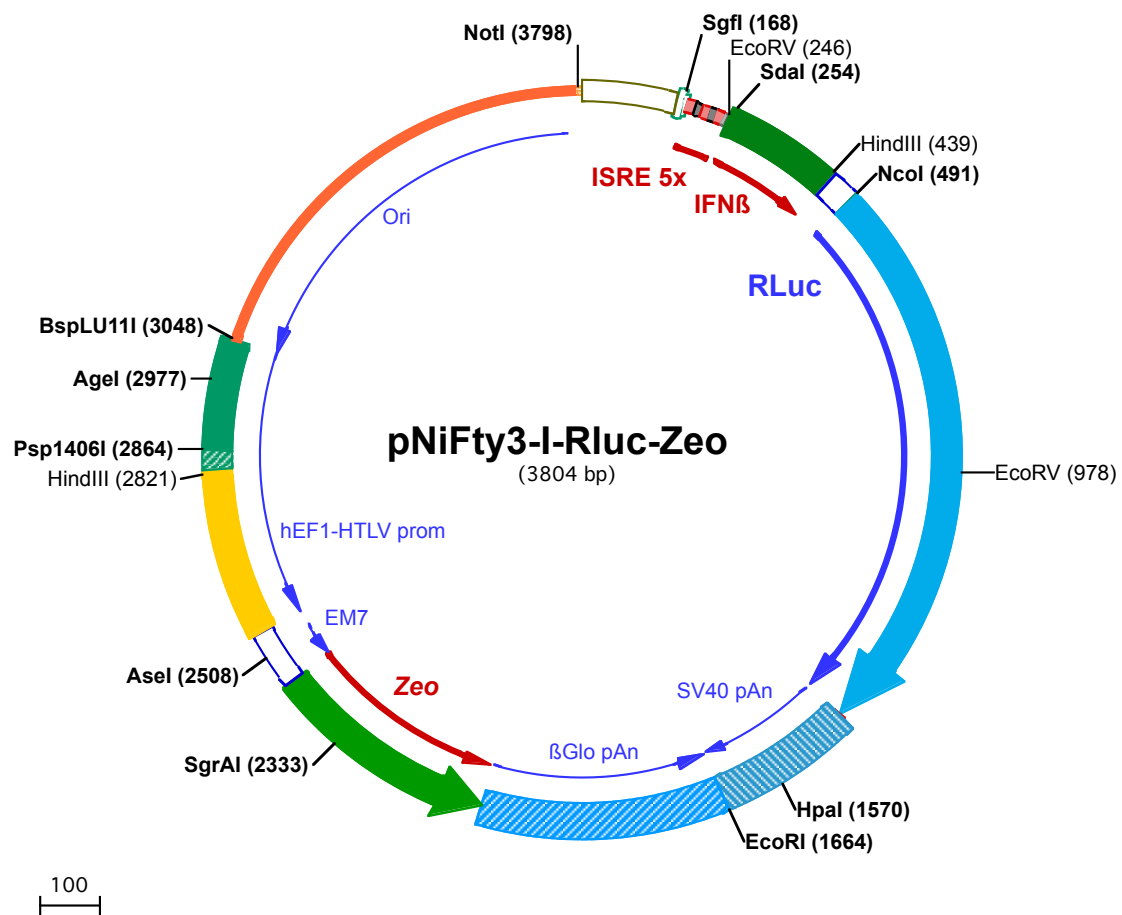 NotI (3798)
SgfI (168)
EcoRV (246)
SdaI (254)
HindIII (439)
NcoI (491)
ISRE 5x
IFNß
Ori
RLuc
BspLU11I (3048)
AgeI (2977)
Psp1406I (2864)
HindIII (2821)
pNiFty3-I-Rluc-Zeo
(3804 bp)
EcoRV (978)
hEF1-HTLV prom
EM7
AseI (2508)
Zeo
SV40 pAn
ßGlo pAn
SgrAI (2333)
HpaI (1570)
EcoRI (1664)
100